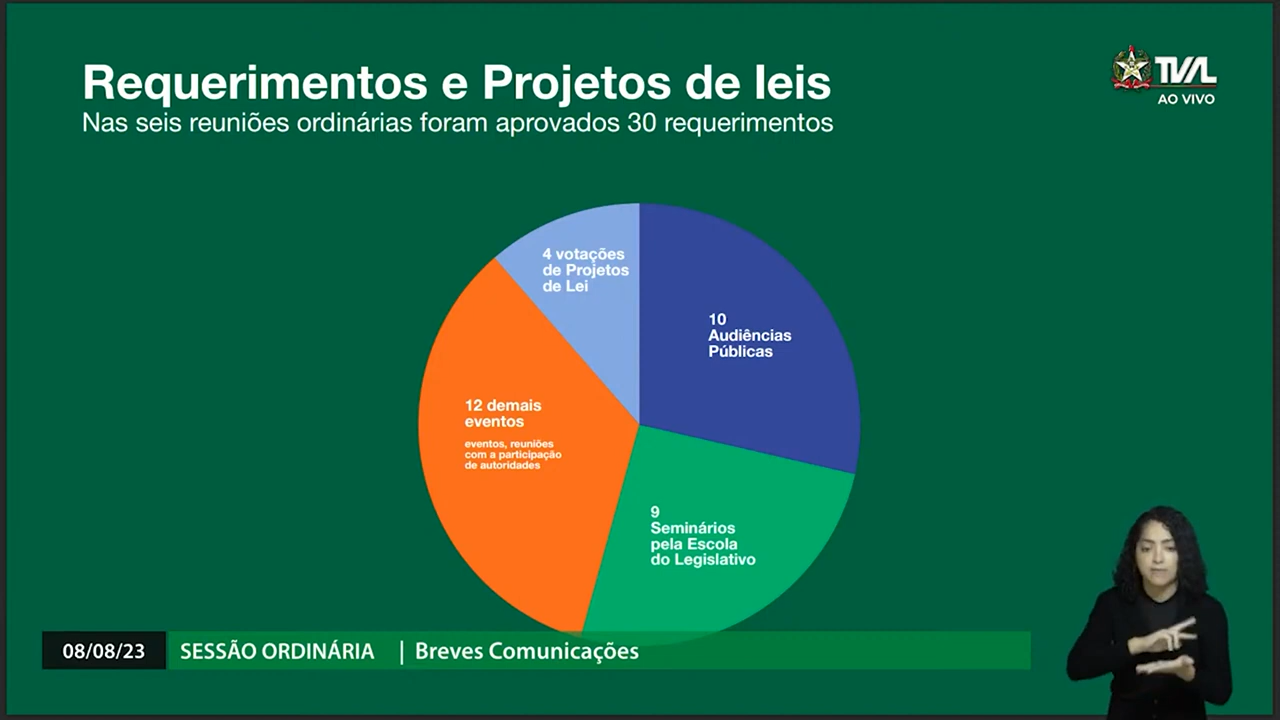 Requerimentos e Projetos de leis
Nas seis reuniões ordinárias foram aprovados 30 requerimentos
TVAL
AO VIVO
4 votações
de Projetos
de Lei
10
Audiências
Públicas
12 demais
eventos
eventos, reuniões
com a participação
de autoridades
9
Seminários
pela Escola
do Legislativo
08/08/23 SESSÃO ORDINÁRIA | Breves Comunicações